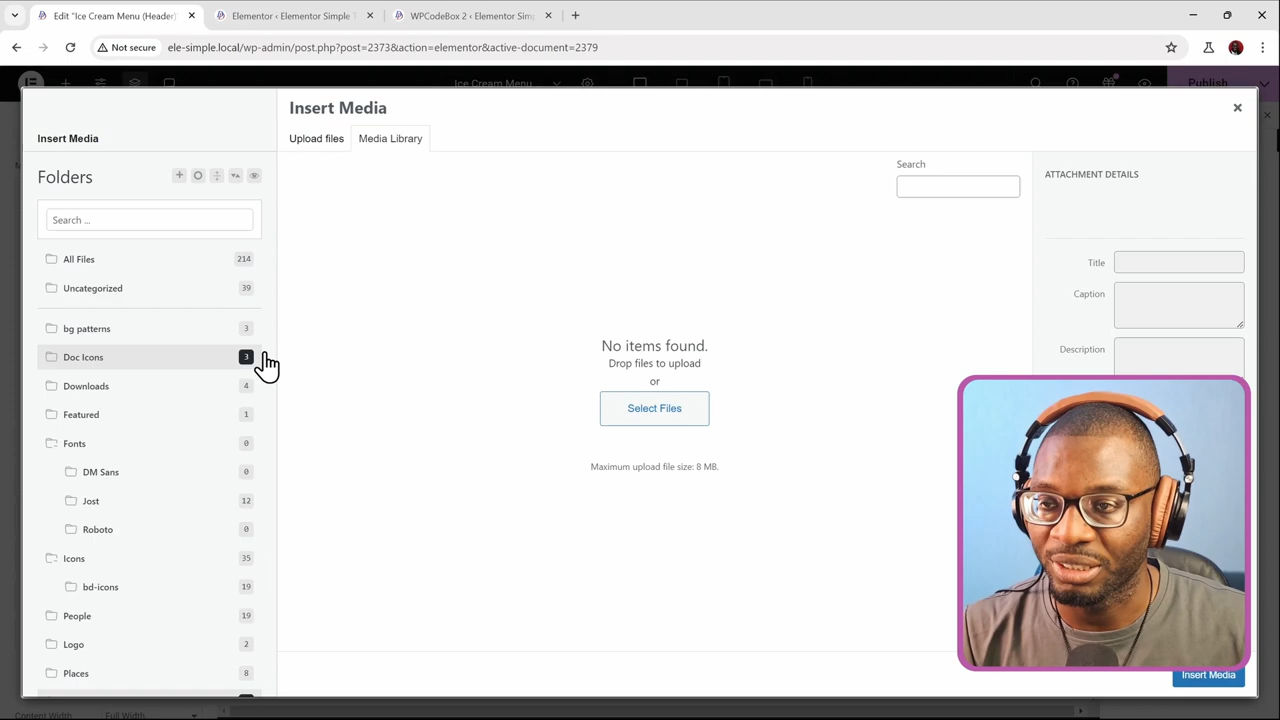 Edit "Ice Cream Menu (Header)
Elementor ‹ Elementor Simple T
WPCodeBox 2 ‹ Elementor Sim
Not secure
ele-simple.local/wp-admin/post.php?post=2373&action=elementor&active-document=2379
Ice Cream Menu
Publish
Insert Media
Insert Media
Upload files
Media Library
Folders
Search ...
All Files 214
Uncategorized 39
bg patterns 3
Doc Icons 3
Downloads 4
Featured 1
Fonts 0
DM Sans 0
Jost 12
Roboto 0
Icons 35
bd-icons 19
People 19
Logo 2
Places 8
Search
No items found.
Drop files to upload
or
Select Files
Maximum upload file size: 8 MB.
ATTACHMENT DETAILS
Title
Caption
Description
Insert Media
Content Width
Full Width